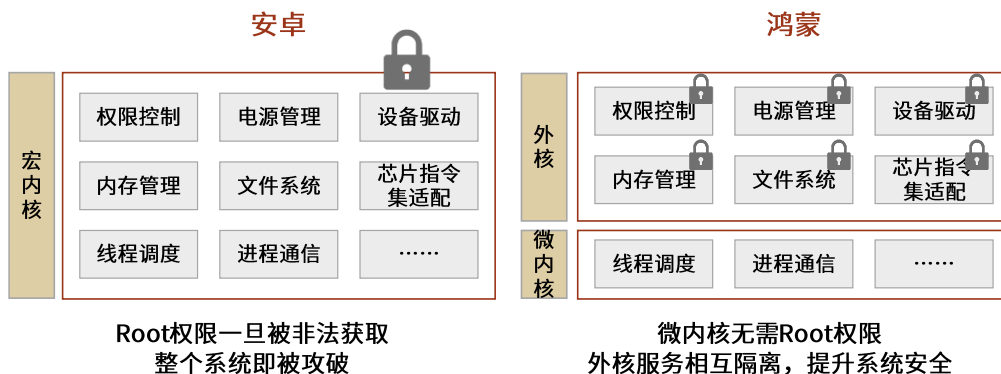 安卓
宏内核
权限控制
电源管理
设备驱动
内存管理
文件系统
芯片指令
集适配
线程调度
进程通信
……
Root权限一旦被非法获取
整个系统即被攻破
鸿蒙
外核
权限控制
电源管理
设备驱动
内存管理
文件系统
芯片指令
集适配
微内核
线程调度
进程通信
……
微内核无需Root权限
外核服务相互隔离，提升系统安全